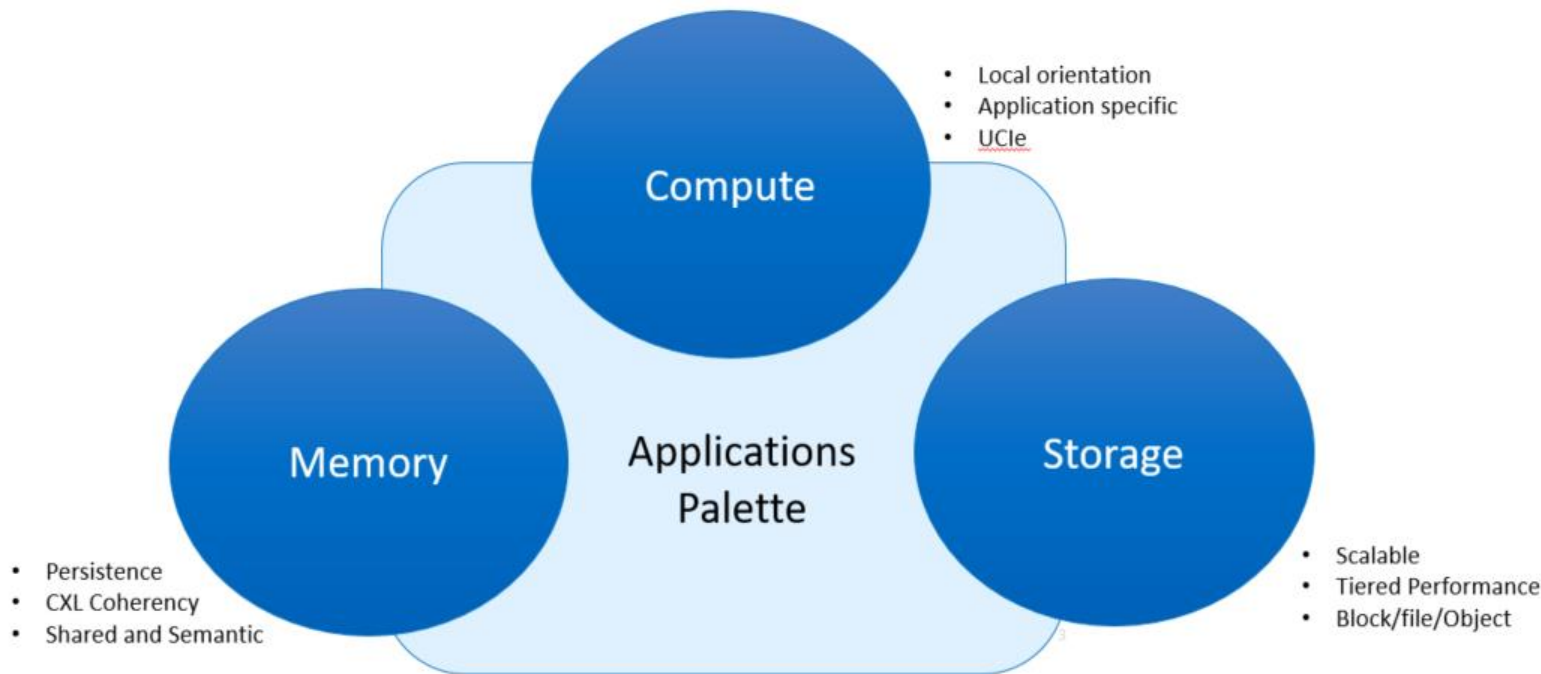 • Local orientation
• Application specific
• UCIe
Compute
Memory
Applications
Palette
Storage
• Persistence
• CXL Coherency
• Shared and Semantic
• Scalable
• Tiered Performance
• Block/file/Object
3